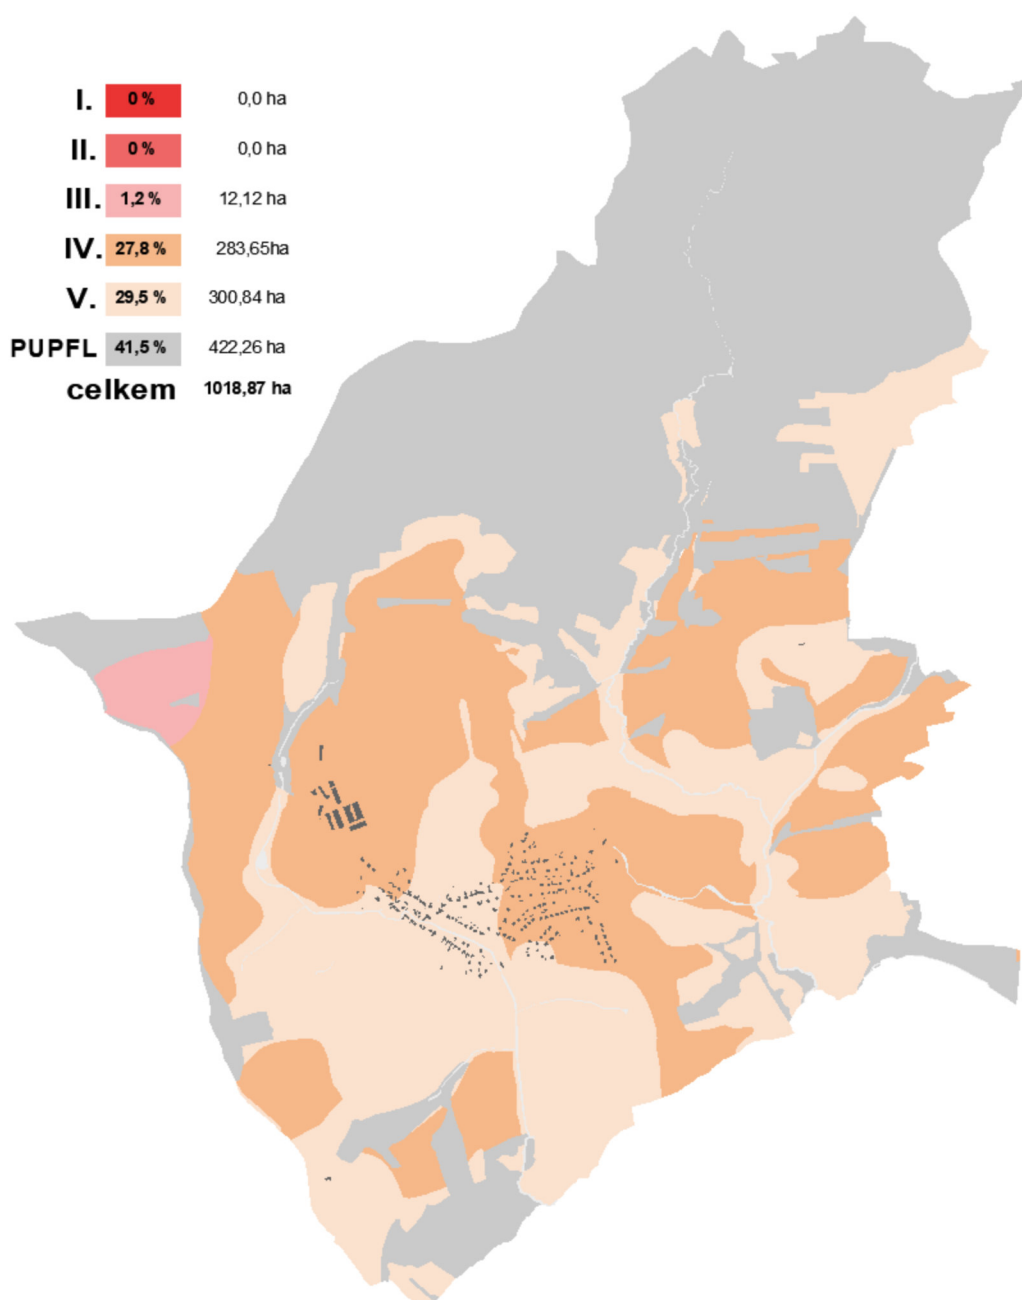 I. 0 % 0,0 ha
II. 0 % 0,0 ha
III. 1,2 % 12,12 ha
IV. 27,8 % 283,65ha
V. 29,5 % 300,84 ha
PUPFL 41,5 % 422,26 ha
celkem 1018,87 ha